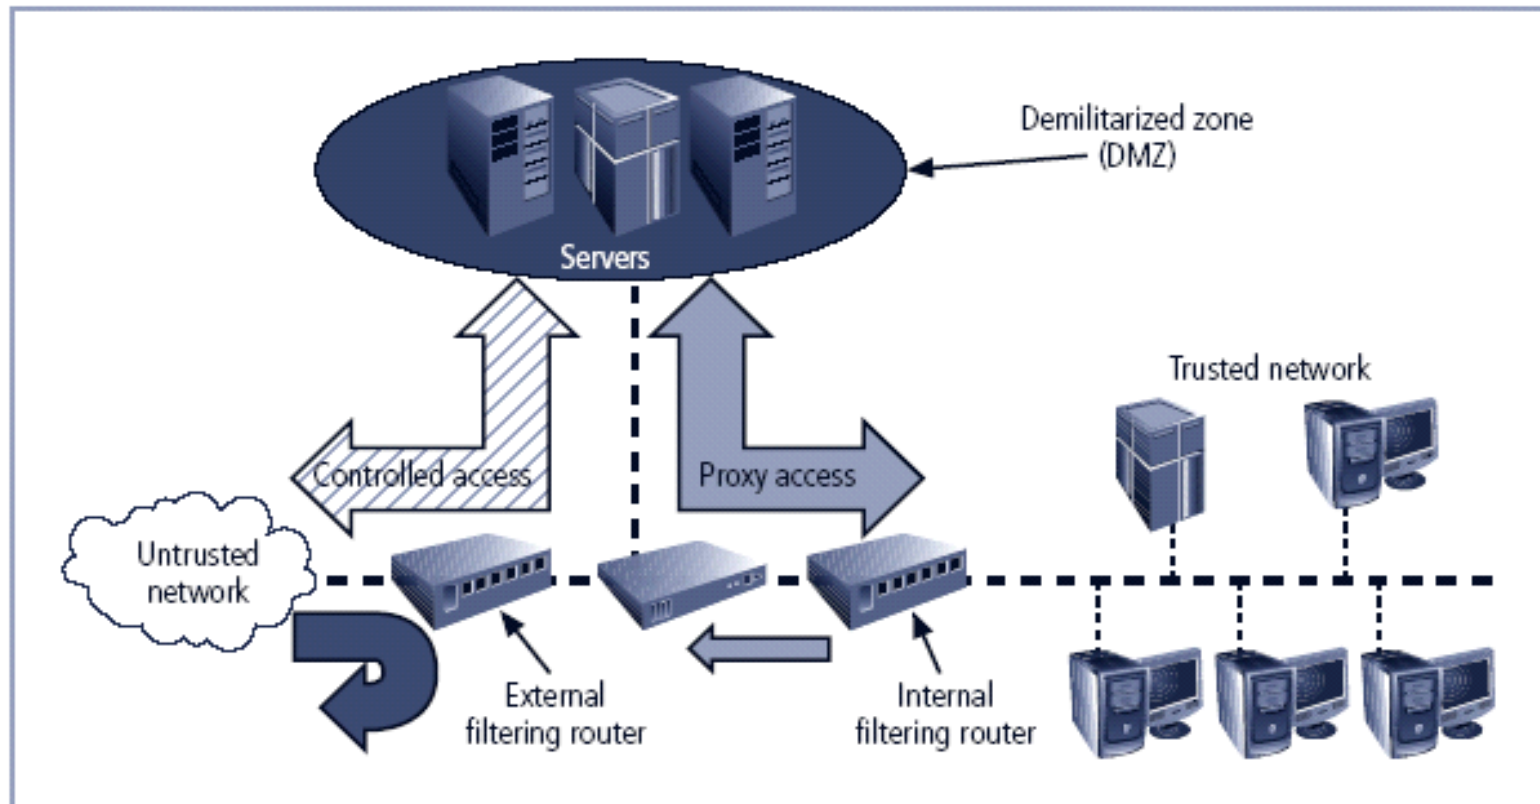 Demilitarized zone
(DMZ)
Servers
Trusted network
Controlled access
Proxy access
Untrusted
network
External
filtering router
Internal
filtering router